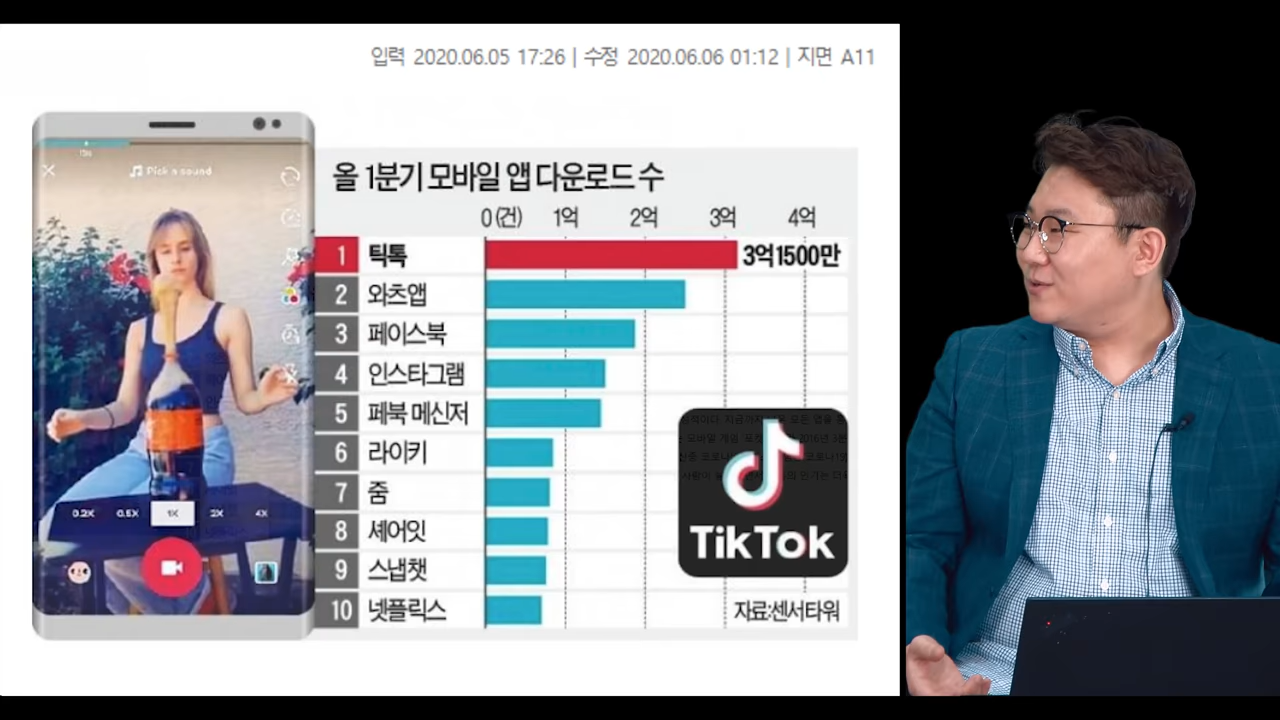 입력 2020.06.05 17:26 | 수정 2020.06.06 01:12 | 지면 A11
15s
Pick a sound
0.2X 0.5X 1X 2X 4X
올 1분기 모바일 앱 다운로드 수
0 (건) 1억 2억 3억 4억
1 틱톡 3억 1500만
2 와츠앱
3 페이스북
4 인스타그램
5 페북 메신저
6 라이키
7 줌
8 셰어잇
9 스냅챗
10 넷플릭스
TikTok
자료:센서타워